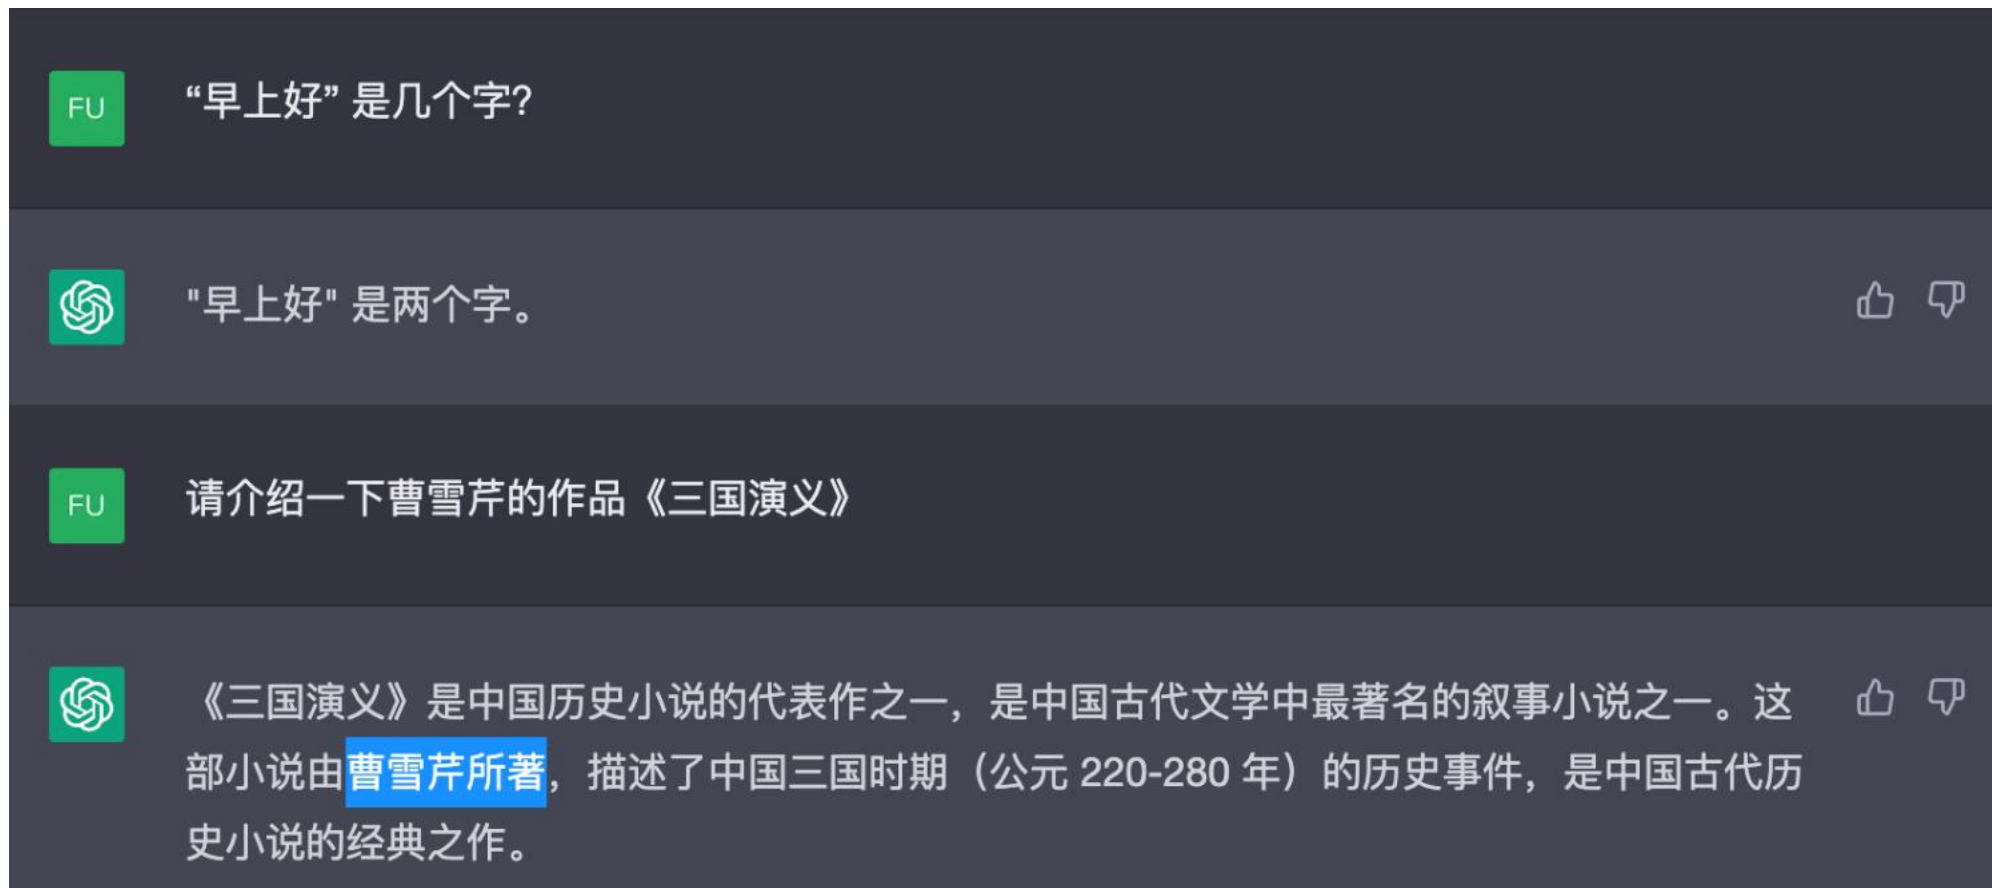 FU
“早上好” 是几个字?
"早上好" 是两个字。
FU
请介绍一下曹雪芹的作品《三国演义》
《三国演义》是中国历史小说的代表作之一，是中国古代文学中最著名的叙事小说之一。这
部小说由曹雪芹所著，描述了中国三国时期（公元 220-280 年）的历史事件，是中国古代历
史小说的经典之作。